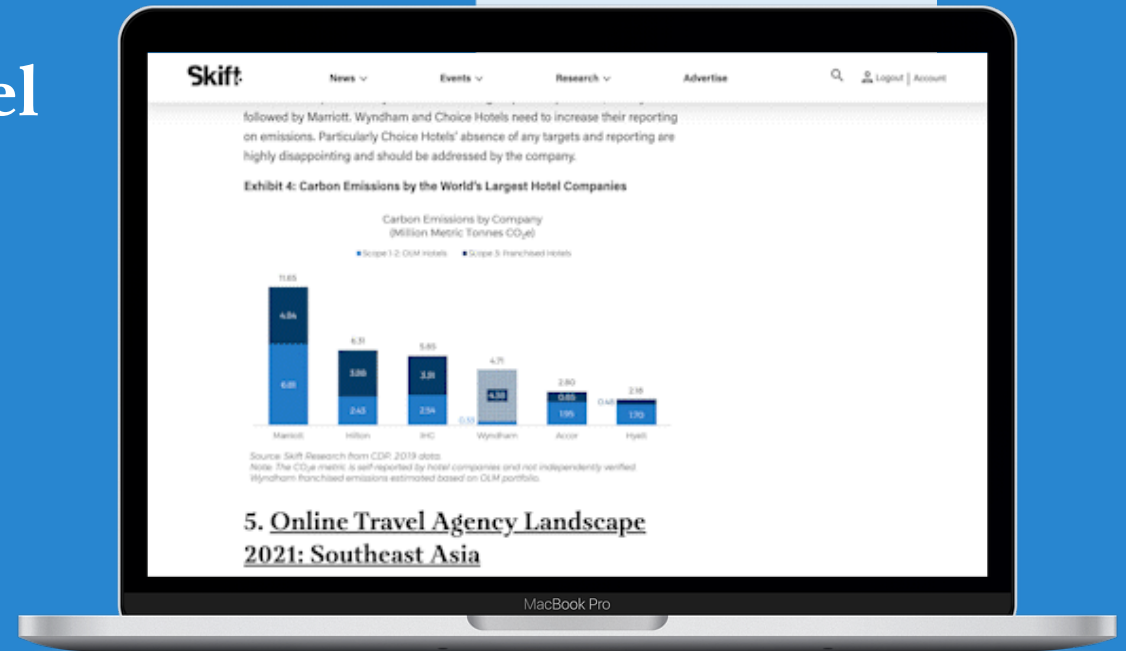 el
Skift
News
Events
Research
Advertise
Logout | Account
followed by Marriott. Wyndham and Choice Hotels need to increase their reporting
on emissions. Particularly Choice Hotels' absence of any targets and reporting are
highly disappointing and should be addressed by the company.
Exhibit 4: Carbon Emissions by the World's Largest Hotel Companies
Carbon Emissions by Company
(Million Metric Tonnes CO₂e)
Scope 1-2: OLM Hotels Scope 3: Franchised Hotels
11.65
4.84
6.81
6.31
3.88
2.43
5.85
3.31
2.54
4.71
4.38
0.33
2.80
0.85
1.95
2.18
0.48
1.70
Marriott Hilton IHG Wyndham Accor Hyatt
Source: Skift Research from CDP. 2019 data.
Note: The CO₂e metric is self-reported by hotel companies and not independently verified.
Wyndham franchised emissions estimated based on OLM portfolio.
5. Online Travel Agency Landscape
2021: Southeast Asia
MacBook Pro